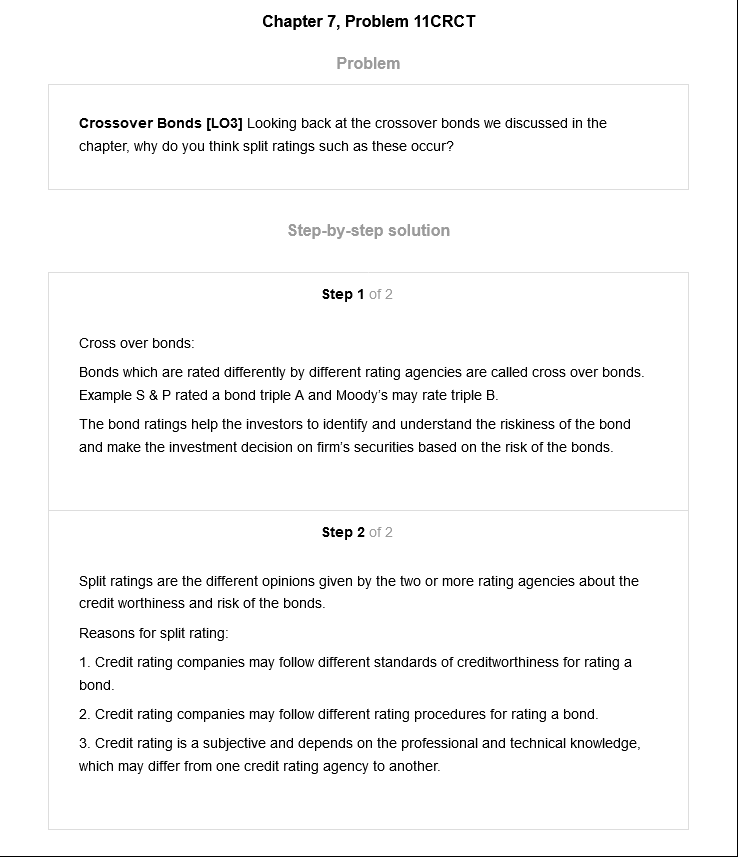 Chapter 7, Problem 11CRCT
Problem
Crossover Bonds [LO3] Looking back at the crossover bonds we discussed in the
chapter, why do you think split ratings such as these occur?
Step-by-step solution
Step 1 of 2
Cross over bonds:
Bonds which are rated differently by different rating agencies are called cross over bonds.
Example S & P rated a bond triple A and Moody's may rate triple B.
The bond ratings help the investors to identify and understand the riskiness of the bond
and make the investment decision on firm's securities based on the risk of the bonds.
Step 2 of 2
Split ratings are the different opinions given by the two or more rating agencies about the
credit worthiness and risk of the bonds.
Reasons for split rating:
1. Credit rating companies may follow different standards of creditworthiness for rating a
bond.
2. Credit rating companies may follow different rating procedures for rating a bond.
3. Credit rating is a subjective and depends on the professional and technical knowledge,
which may differ from one credit rating agency to another.